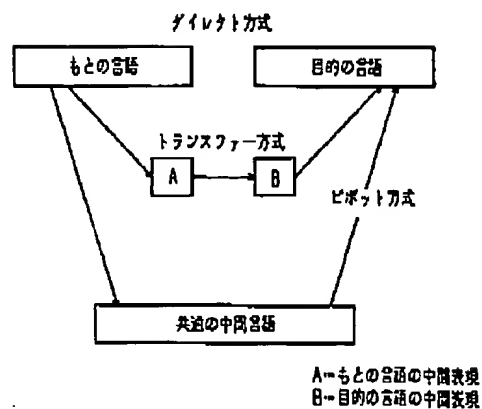 ダイレクト方式
もとの言語
目的の言語
トランスファー方式
A
B
ピボット方式
共通の中間言語
A=もとの言語の中間表現
B=目的の言語の中間表現